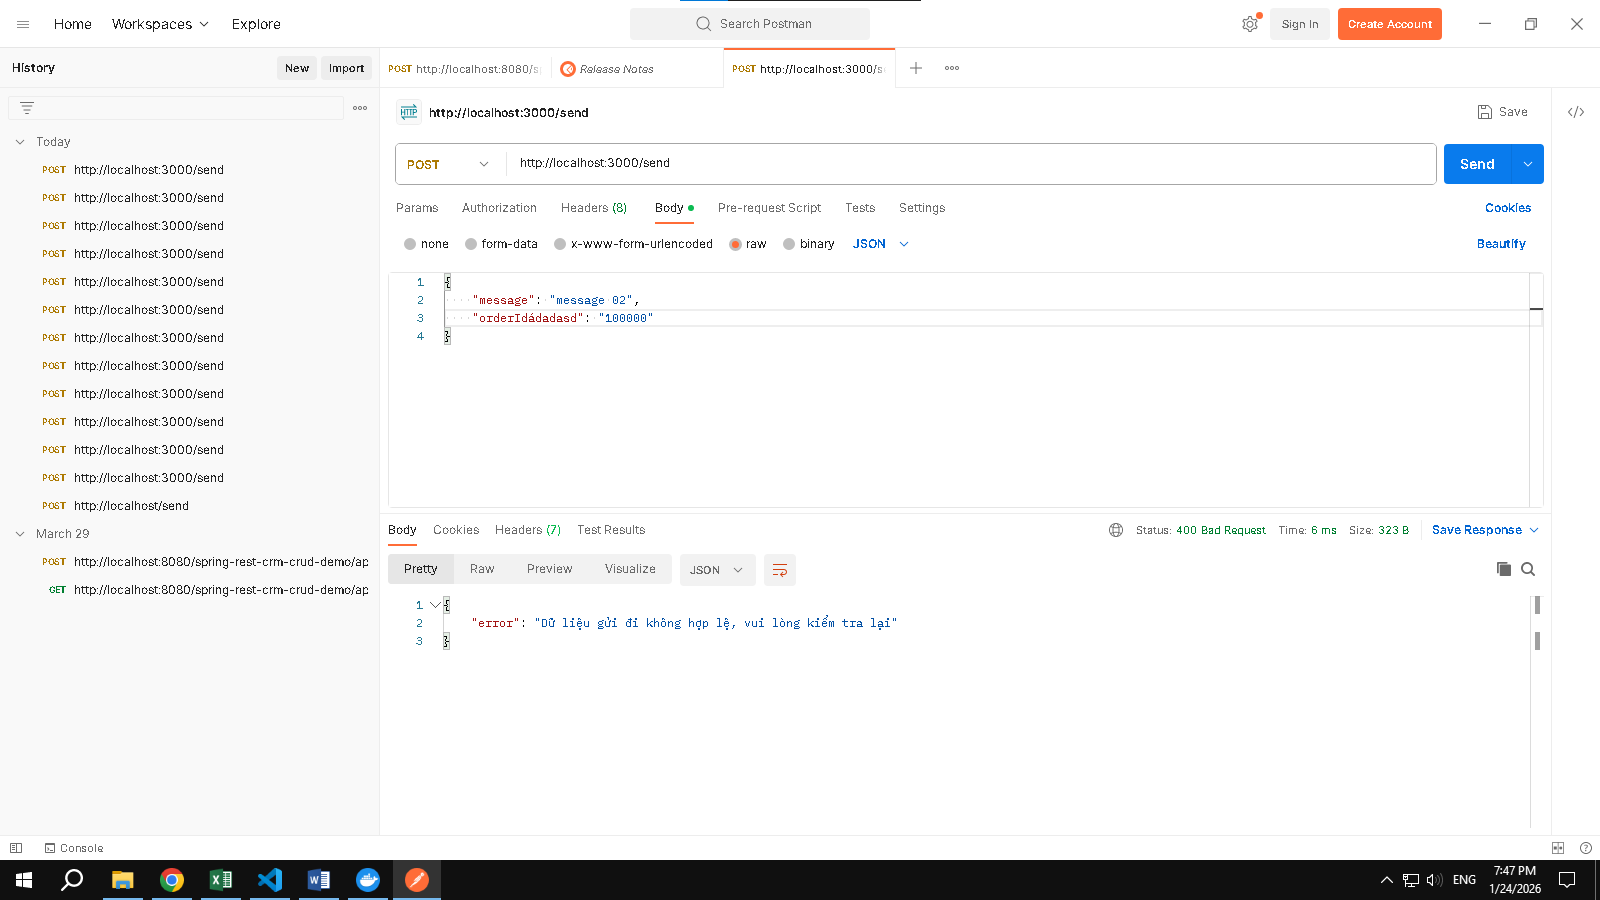 Home Workspaces Explore Search Postman Sign In Create Account
History New Import
POST http://localhost:8080/s Release Notes POST http://localhost:3000/s
HTTP http://localhost:3000/send Save
Today
POST http://localhost:3000/send
POST http://localhost:3000/send
POST http://localhost:3000/send
POST http://localhost:3000/send
POST http://localhost:3000/send
POST http://localhost:3000/send
POST http://localhost:3000/send
POST http://localhost:3000/send
POST http://localhost:3000/send
POST http://localhost:3000/send
POST http://localhost:3000/send
POST http://localhost:3000/send
POST http://localhost/send
March 29
POST http://localhost:8080/spring-rest-crm-crud-demo/ap
GET http://localhost:8080/spring-rest-crm-crud-demo/ap
POST http://localhost:3000/send Send
Params Authorization Headers (8) Body Pre-request Script Tests Settings Cookies
none form-data x-www-form-urlencoded raw binary JSON Beautify
1 {
2 "message": "message 02",
3 "orderIdádadasd": "100000"
4 }
Body Cookies Headers (7) Test Results Status: 400 Bad Request Time: 6 ms Size: 323 B Save Response
Pretty Raw Preview Visualize JSON
1 {
2 "error": "Dữ liệu gửi đi không hợp lệ, vui lòng kiểm tra lại"
3 }
Console
ENG 7:47 PM
1/24/2026